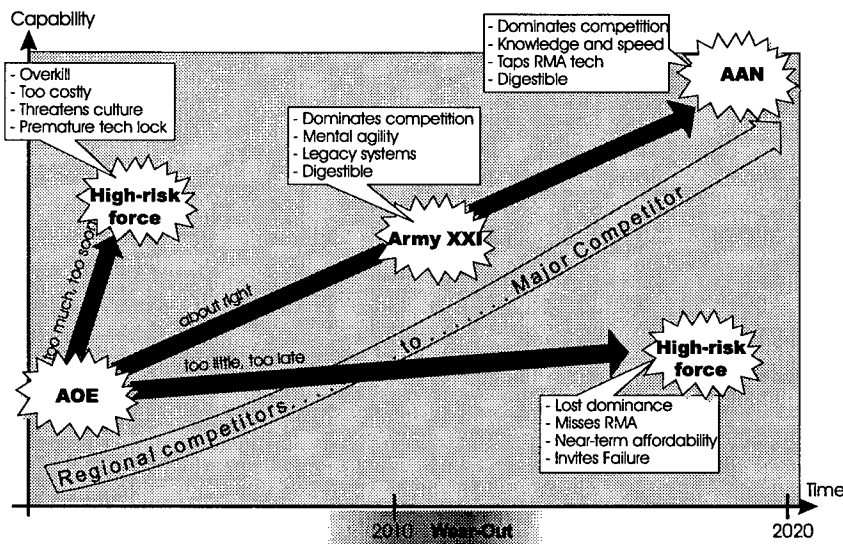 Capability
- Dominates competition
- Knowledge and speed
- Taps RMA tech
- Digestible
AAN
- Overkill
- Too costly
- Threatens culture
- Premature tech lock
- Dominates competition
- Mental agility
- Legacy systems
- Digestible
High-risk
force
Army XXI
too much, too soon
about right
too little, too late
AOE
Regional competitors. . . . to . . . . . . Major Competitor
High-risk
force
- Lost dominance
- Misses RMA
- Near-term affordability
- Invites Failure
Time
2010 Wear-Out
2020